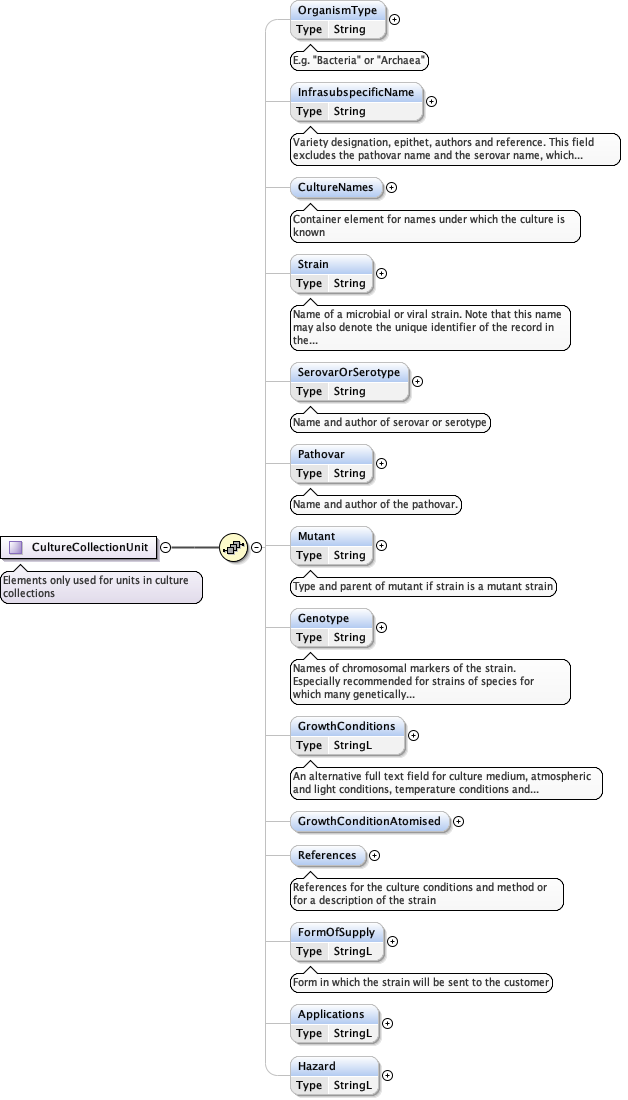 OrganismType
Type String
E.g. "Bacteria" or "Archaea"
InfrasubspecificName
Type String
Variety designation, epithet, authors and reference. This field
excludes the pathovar name and the serovar name, which...
CultureNames
Container element for names under which the culture is
known
Strain
Type String
Name of a microbial or viral strain. Note that this name
may also denote the unique identifier of the record in
the...
SerovarOrSerotype
Type String
Name and author of serovar or serotype
Pathovar
Type String
Name and author of the pathovar.
CultureCollectionUnit
Elements only used for units in culture
collections
Mutant
Type String
Type and parent of mutant if strain is a mutant strain
Genotype
Type String
Names of chromosomal markers of the strain.
Especially recommended for strains of species for
which many genetically...
GrowthConditions
Type StringL
An alternative full text field for culture medium, atmospheric
and light conditions, temperature conditions and...
GrowthConditionAtomised
References
References for the culture conditions and method or
for a description of the strain
FormOfSupply
Type StringL
Form in which the strain will be sent to the customer
Applications
Type StringL
Hazard
Type StringL